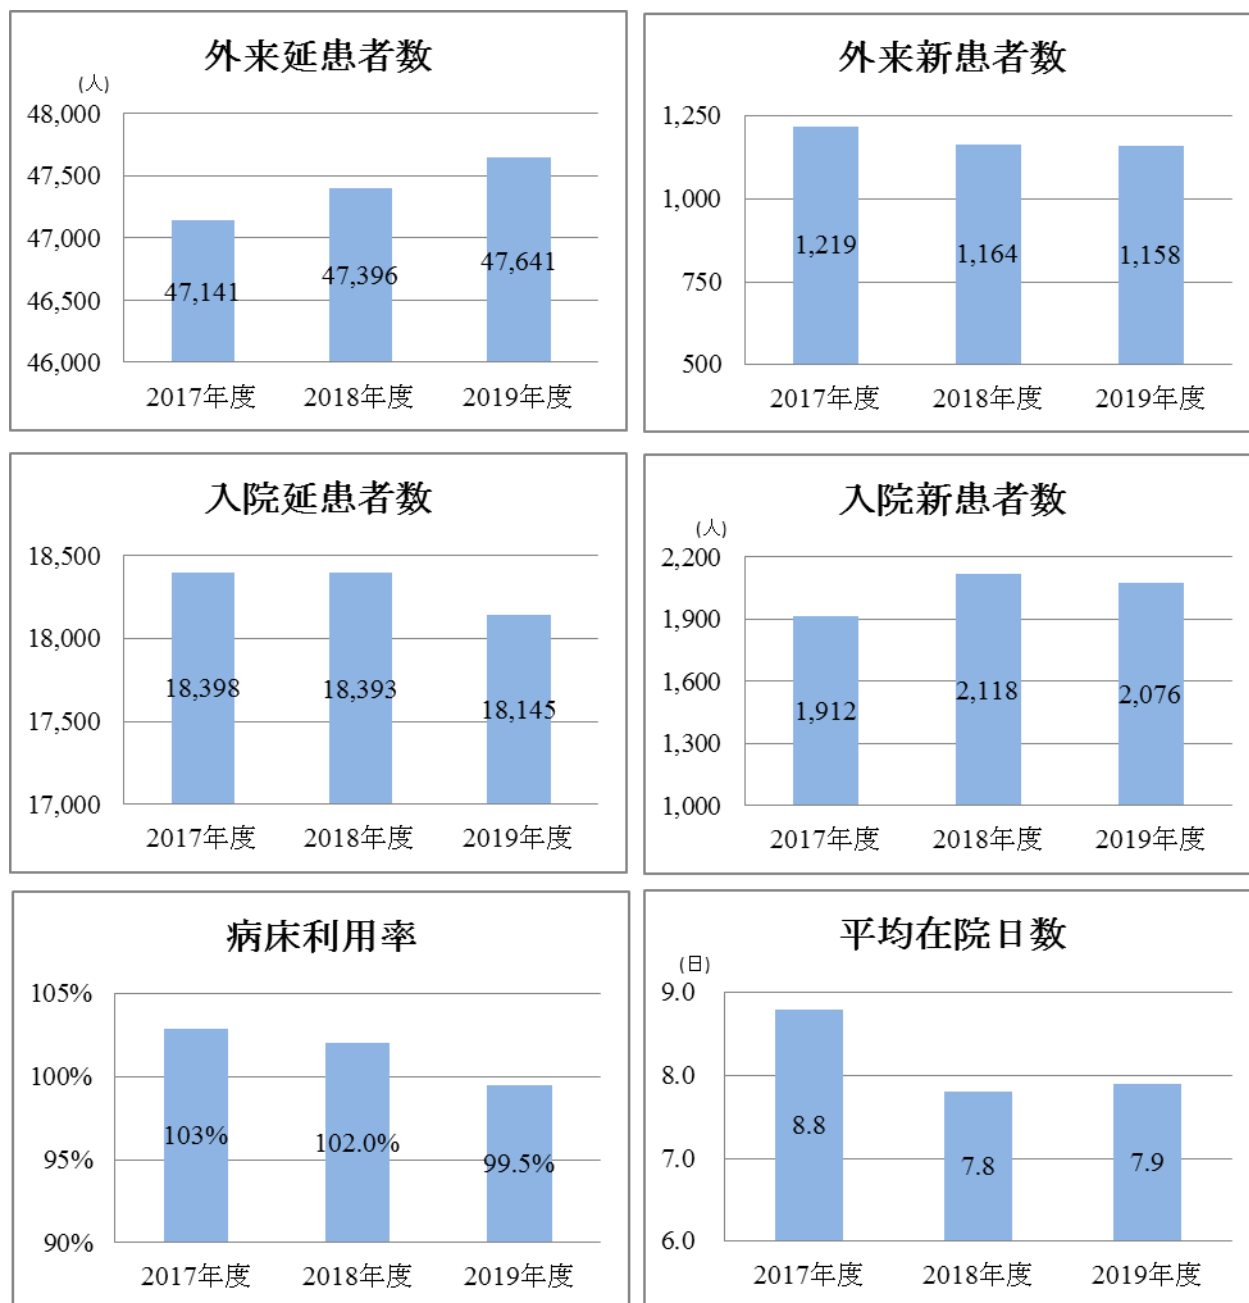 外来延患者数
(人)
48,000
47,500
47,000
46,500
46,000
47,141
47,396
47,641
2017年度 2018年度 2019年度
外来新患者数
1,250
1,000
750
500
1,219
1,164
1,158
2017年度 2018年度 2019年度
入院延患者数
18,500
18,000
17,500
17,000
18,398
18,393
18,145
2017年度 2018年度 2019年度
入院新患者数
(人)
2,200
1,900
1,600
1,300
1,000
1,912
2,118
2,076
2017年度 2018年度 2019年度
病床利用率
105%
100%
95%
90%
103%
102.0%
99.5%
2017年度 2018年度 2019年度
平均在院日数
(日)
9.0
8.0
7.0
6.0
8.8
7.8
7.9
2017年度 2018年度 2019年度